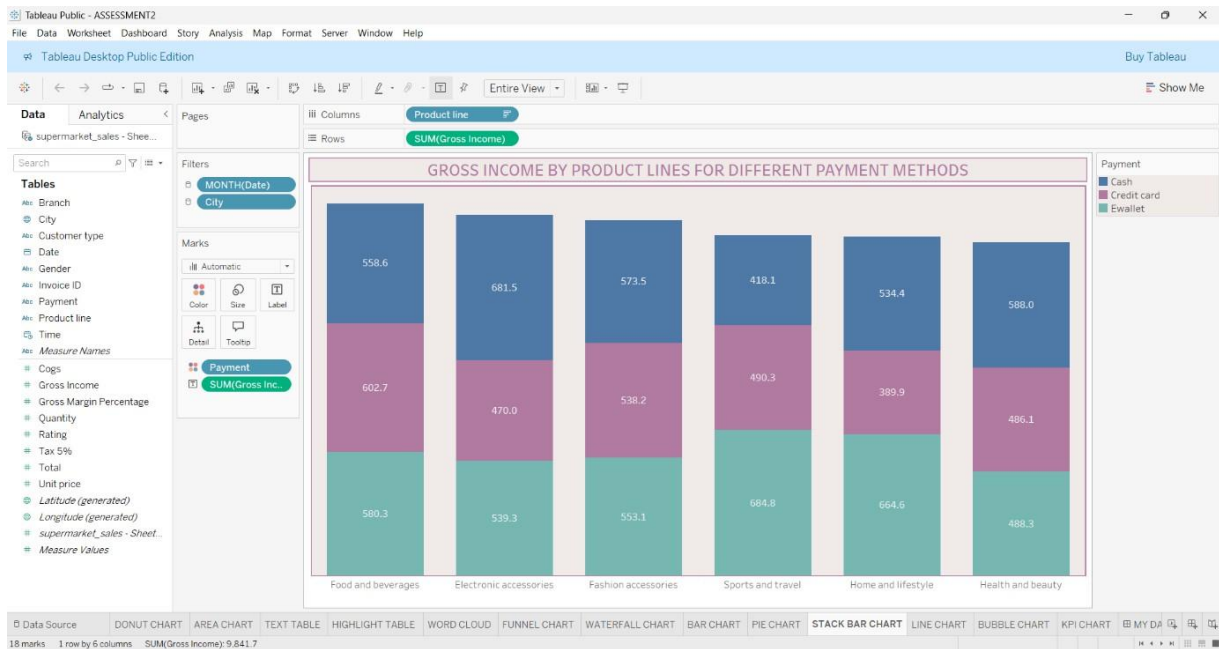 Tableau Public - ASSESSMENT2
File Data Worksheet Dashboard Story Analysis Map Format Server Window Help
Tableau Desktop Public Edition
Buy Tableau
Entire View
Show Me
Data Analytics
supermarket_sales - Shee...
Search
Tables
Abc Branch
City
Abc Customer type
Date
Abc Gender
Abc Invoice ID
Abc Payment
Abc Product line
Time
Abc Measure Names
# Cogs
# Gross Income
# Gross Margin Percentage
# Quantity
# Rating
# Tax 5%
# Total
# Unit price
Latitude (generated)
Longitude (generated)
# supermarket_sales - Sheet...
# Measure Values
Pages
Filters
MONTH(Date)
City
Marks
Automatic
Color Size Label
Detail Tooltip
Payment
SUM(Gross Inc..
Columns Product line
Rows SUM(Gross Income)
GROSS INCOME BY PRODUCT LINES FOR DIFFERENT PAYMENT METHODS
558.6 681.5 573.5 418.1 534.4 588.0
602.7 470.0 538.2 490.3 389.9 486.1
580.3 539.3 553.1 684.8 664.6 488.3
Food and beverages Electronic accessories Fashion accessories Sports and travel Home and lifestyle Health and beauty
Payment
Cash
Credit card
Ewallet
Data Source DONUT CHART AREA CHART TEXT TABLE HIGHLIGHT TABLE WORD CLOUD FUNNEL CHART WATERFALL CHART BAR CHART PIE CHART STACK BAR CHART LINE CHART BUBBLE CHART KPI CHART MY DA
18 marks 1 row by 6 columns SUM(Gross Income): 9,841.7